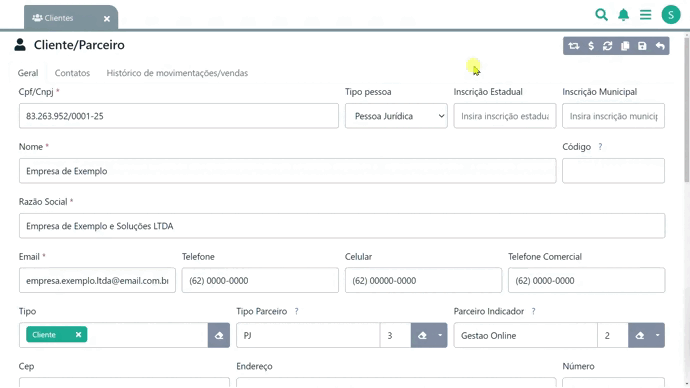 Clientes
S
Cliente/Parceiro
Geral Contatos Histórico de movimentações/vendas
Cpf/Cnpj * Tipo pessoa Inscrição Estadual Inscrição Municipal
83.263.952/0001-25 Pessoa Jurídica Insira inscrição estadua Insira inscrição municip
Nome * Código ?
Empresa de Exemplo
Razão Social *
Empresa de Exemplo e Soluções LTDA
Email * Telefone Celular Telefone Comercial
empresa.exemplo.ltda@email.com.br (62) 0000-0000 (62) 00000-0000 (62) 0000-0000
Tipo Tipo Parceiro ? Parceiro Indicador ?
Cliente PJ 3 Gestao Online 2
Cep Endereço Número